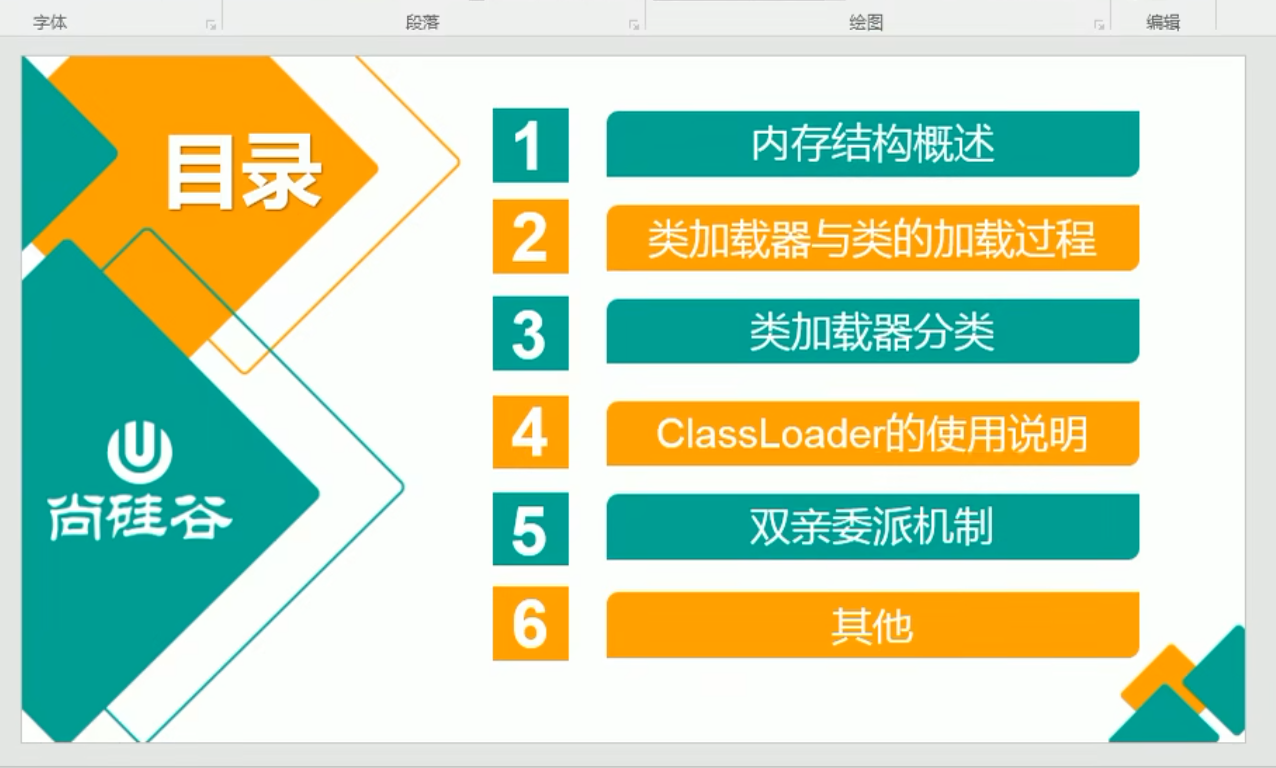 字体 段落 绘图 编辑
目录
1 内存结构概述
2 类加载器与类的加载过程
3 类加载器分类
4 ClassLoader的使用说明
5 双亲委派机制
6 其他
尚硅谷